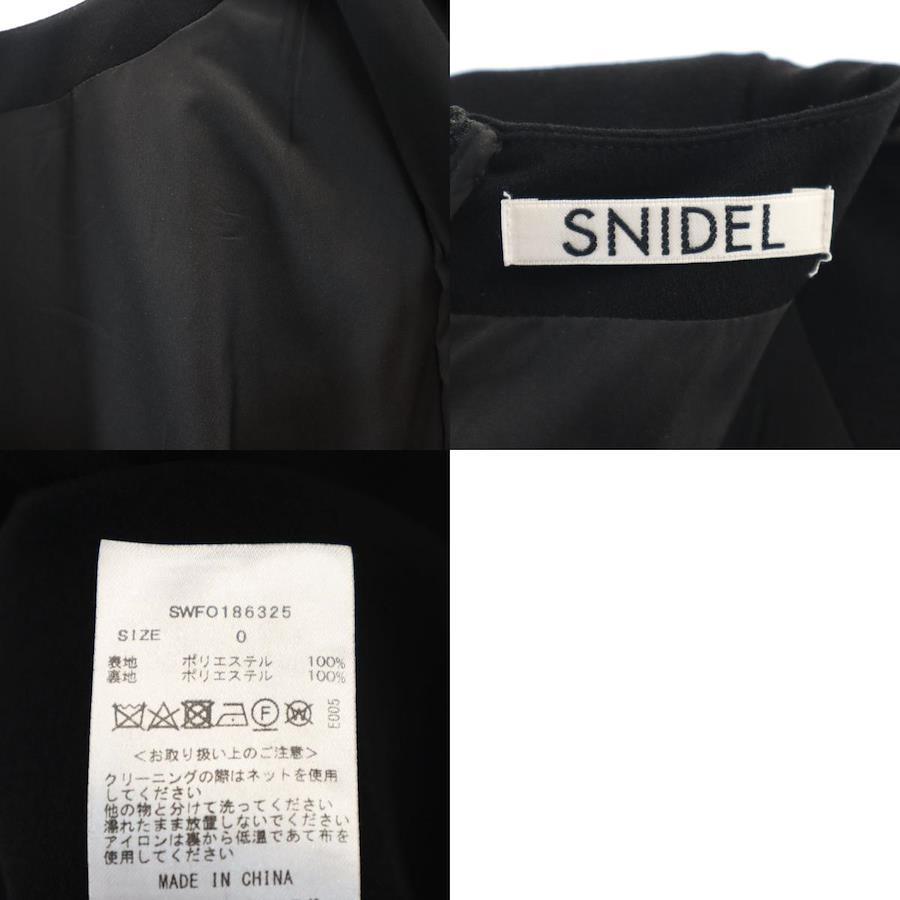 SNIDEL
SWFO186325
SIZE 0
表地 ポリエステル 100%
裏地 ポリエステル 100%
F
W
E005
<お取り扱い上のご注意>
クリーニングの際はネットを使用
してください
他の物と分けて洗ってください
濡れたまま放置しないでください
アイロンは裏から低温であて布を
使用してください
MADE IN CHINA